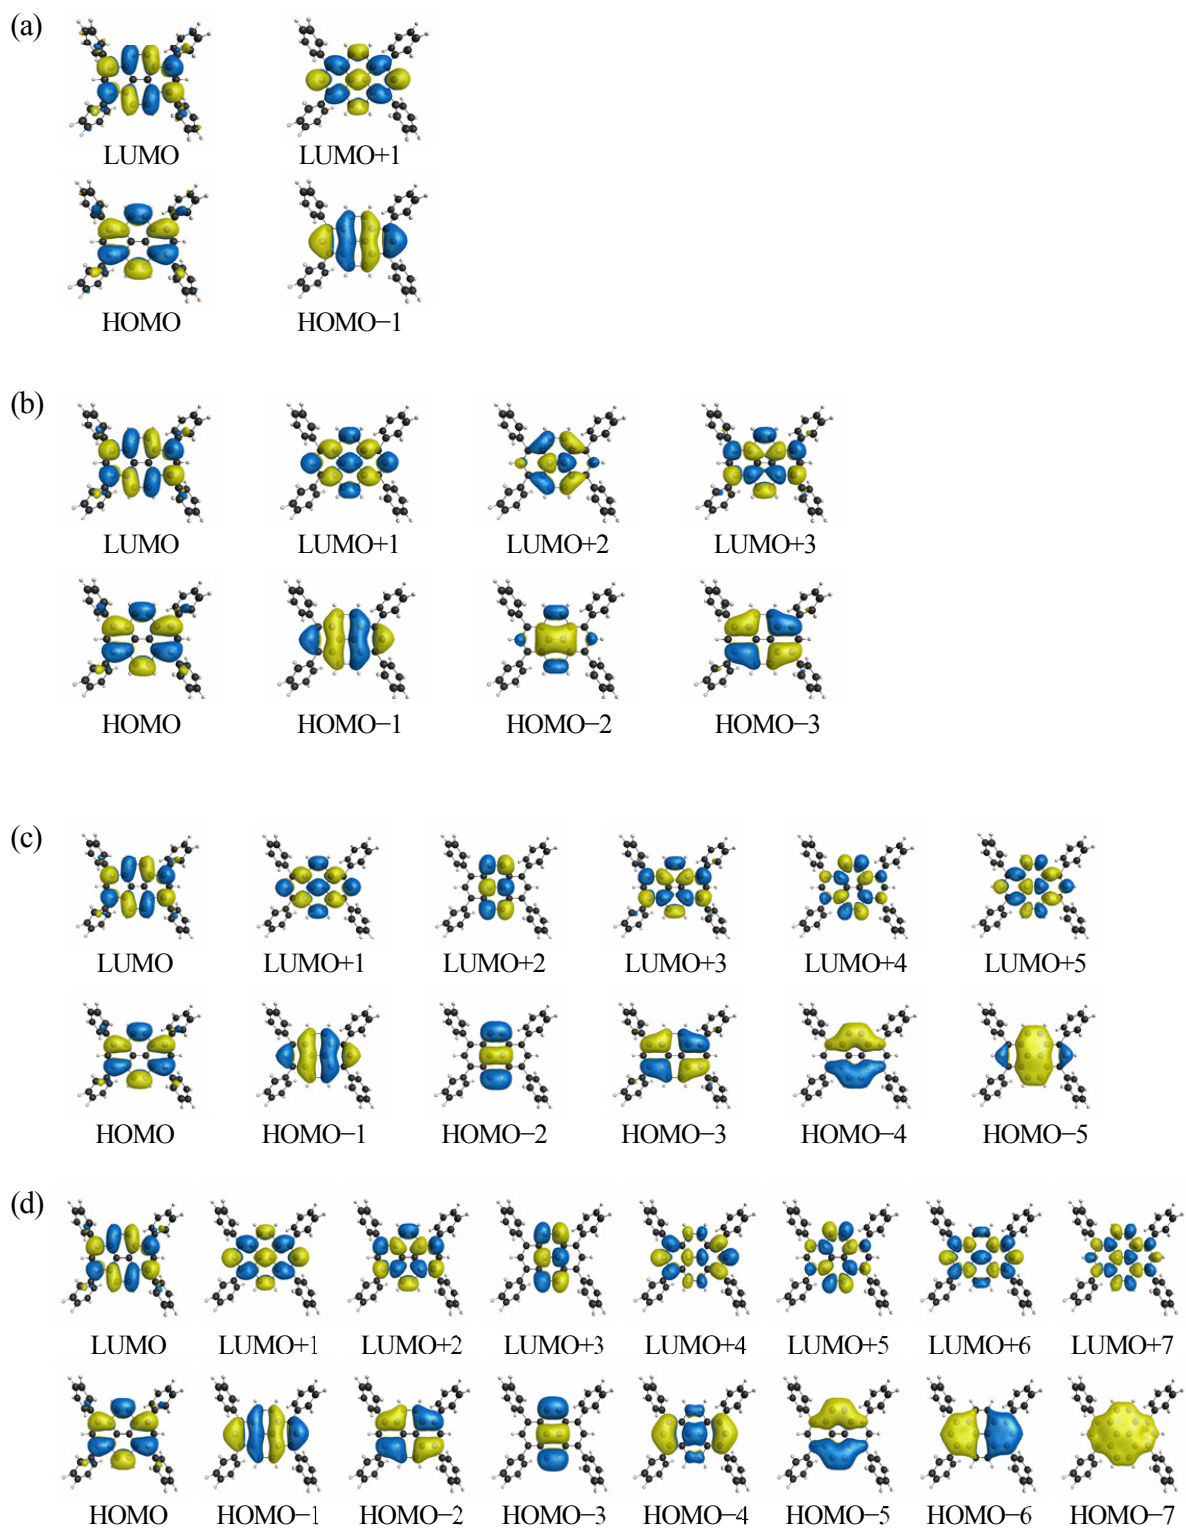 (a)
LUMO LUMO+1
HOMO HOMO−1
(b)
LUMO LUMO+1 LUMO+2 LUMO+3
HOMO HOMO−1 HOMO−2 HOMO−3
(c)
LUMO LUMO+1 LUMO+2 LUMO+3 LUMO+4 LUMO+5
HOMO HOMO−1 HOMO−2 HOMO−3 HOMO−4 HOMO−5
(d)
LUMO LUMO+1 LUMO+2 LUMO+3 LUMO+4 LUMO+5 LUMO+6 LUMO+7
HOMO HOMO−1 HOMO−2 HOMO−3 HOMO−4 HOMO−5 HOMO−6 HOMO−7